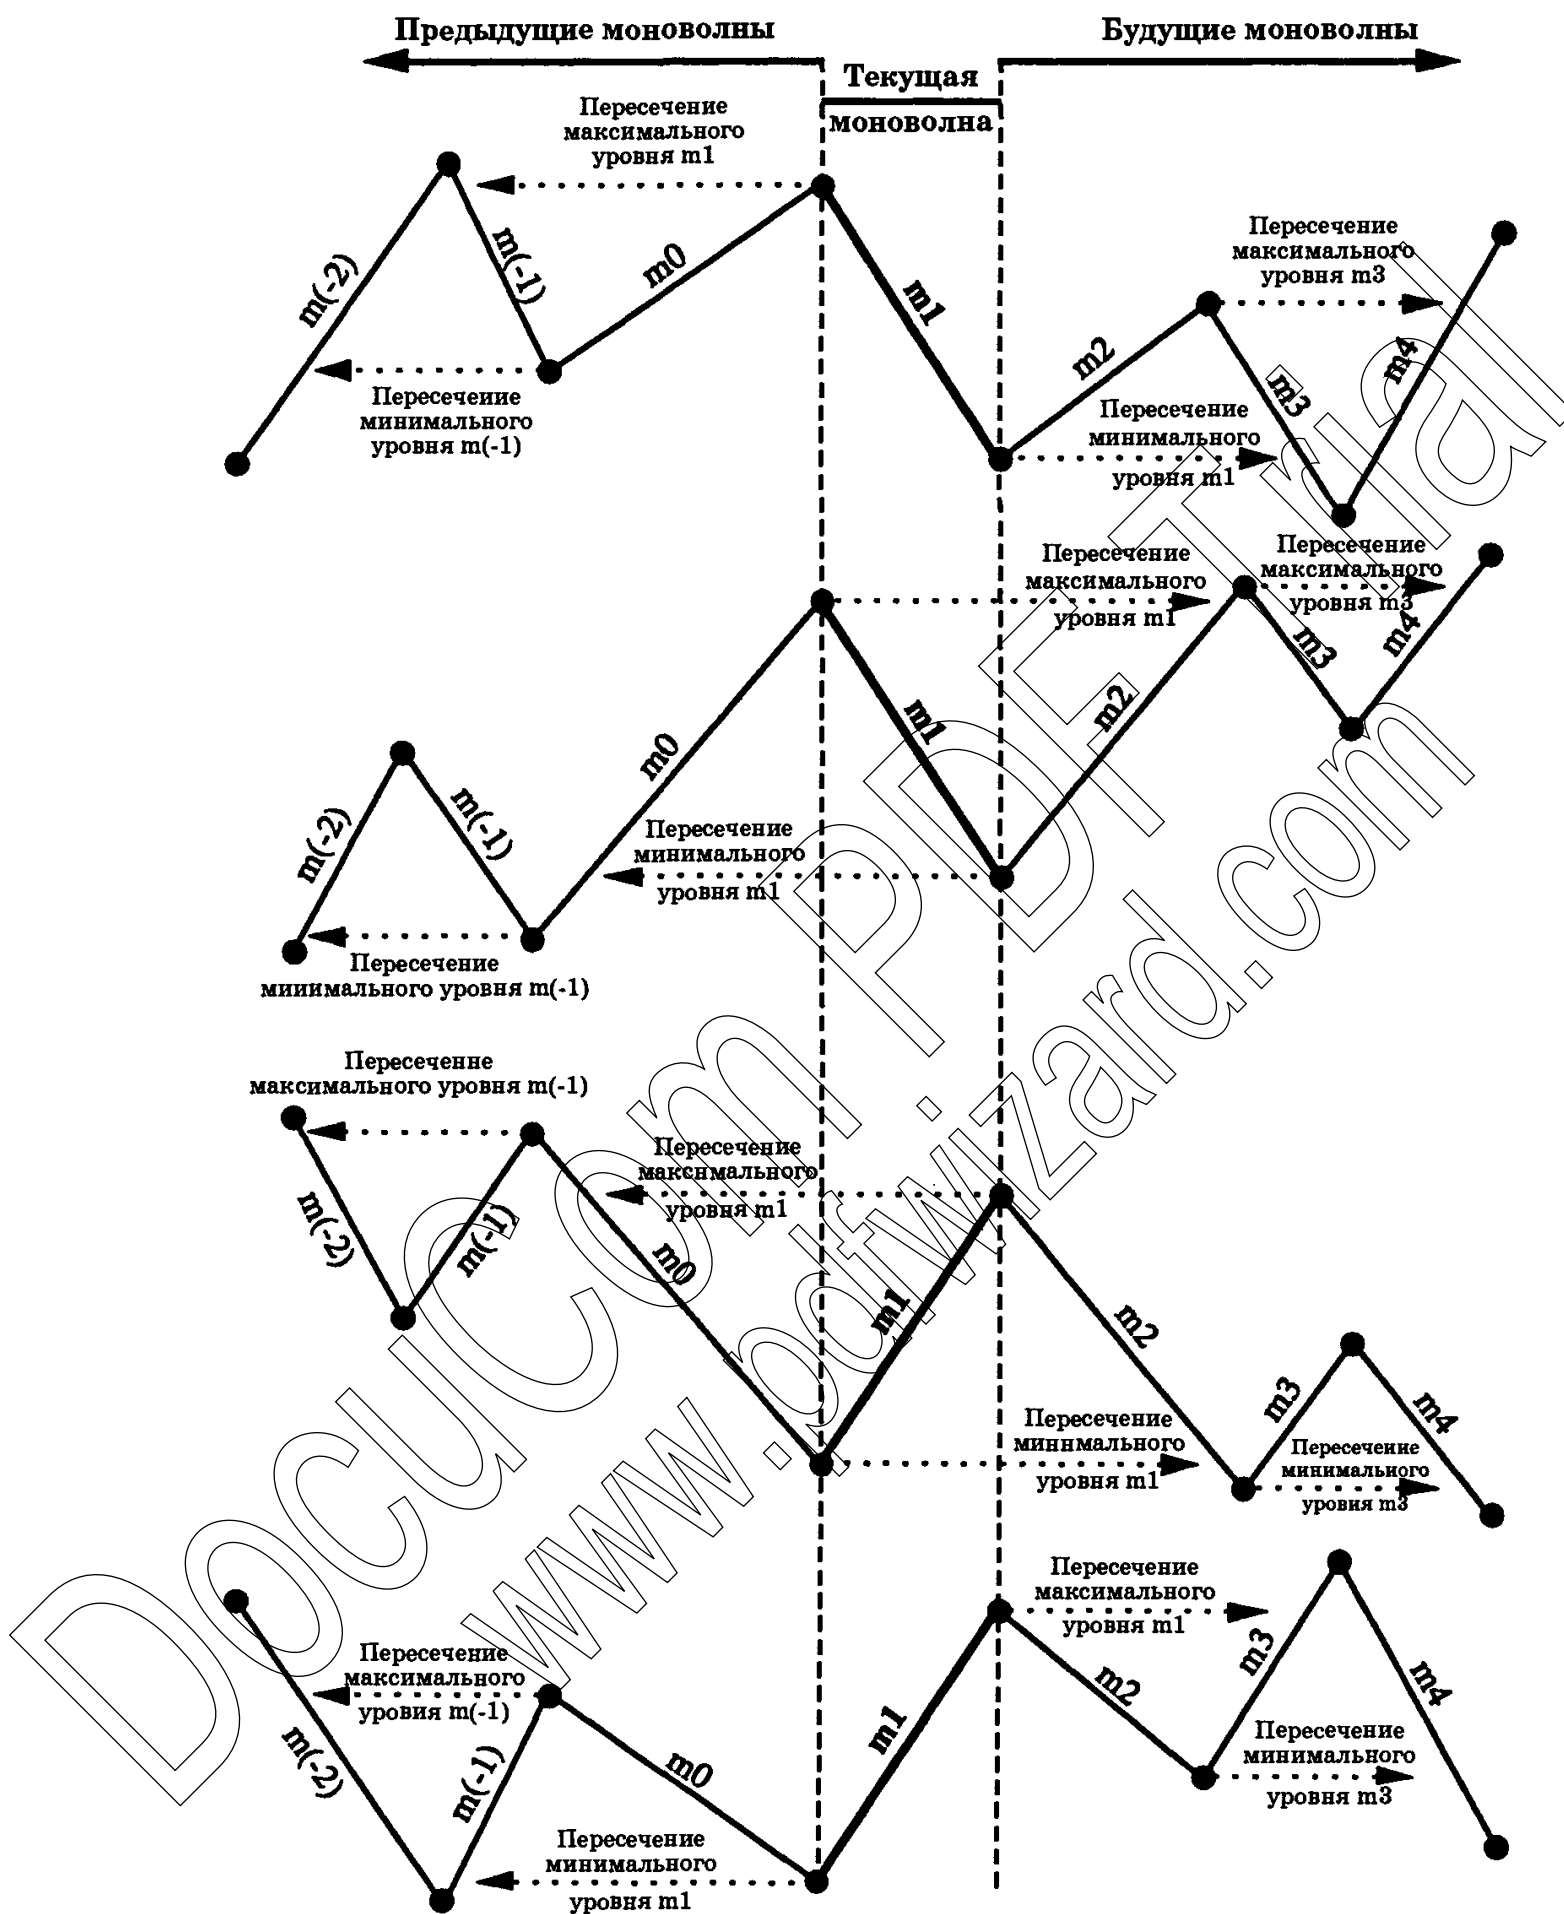 Предыдущие моноволны
Будущие моноволны
Текущая
моноволна
Пересечение
максимального
уровня m1
m(-2)
m(-1)
m0
m1
m2
m3
m4
Пересечение
максимального
уровня m3
Пересечение
минимального
уровня m(-1)
Пересечение
минимального
уровня m1
Пересечение
максимального
уровня m1
Пересечение
максимального
уровня m3
m(-2)
m(-1)
m0
m1
m2
m3
m4
Пересечение
минимального
уровня m1
Пересечение
минимального уровня m(-1)
Пересечение
максимального уровня m(-1)
Пересечение
максимального
уровня m1
m(-2)
m(-1)
m0
m1
m2
m3
m4
Пересечение
минимального
уровня m1
Пересечение
минимального
уровня m3
Пересечение
максимального
уровня m1
Пересечение
максимального
уровня m(-1)
m(-2)
m(-1)
m0
m1
m2
m3
m4
Пересечение
минимального
уровня m3
Пересечение
минимального
уровня m1
DocuCom PDF Trial
www.pdfwizard.com